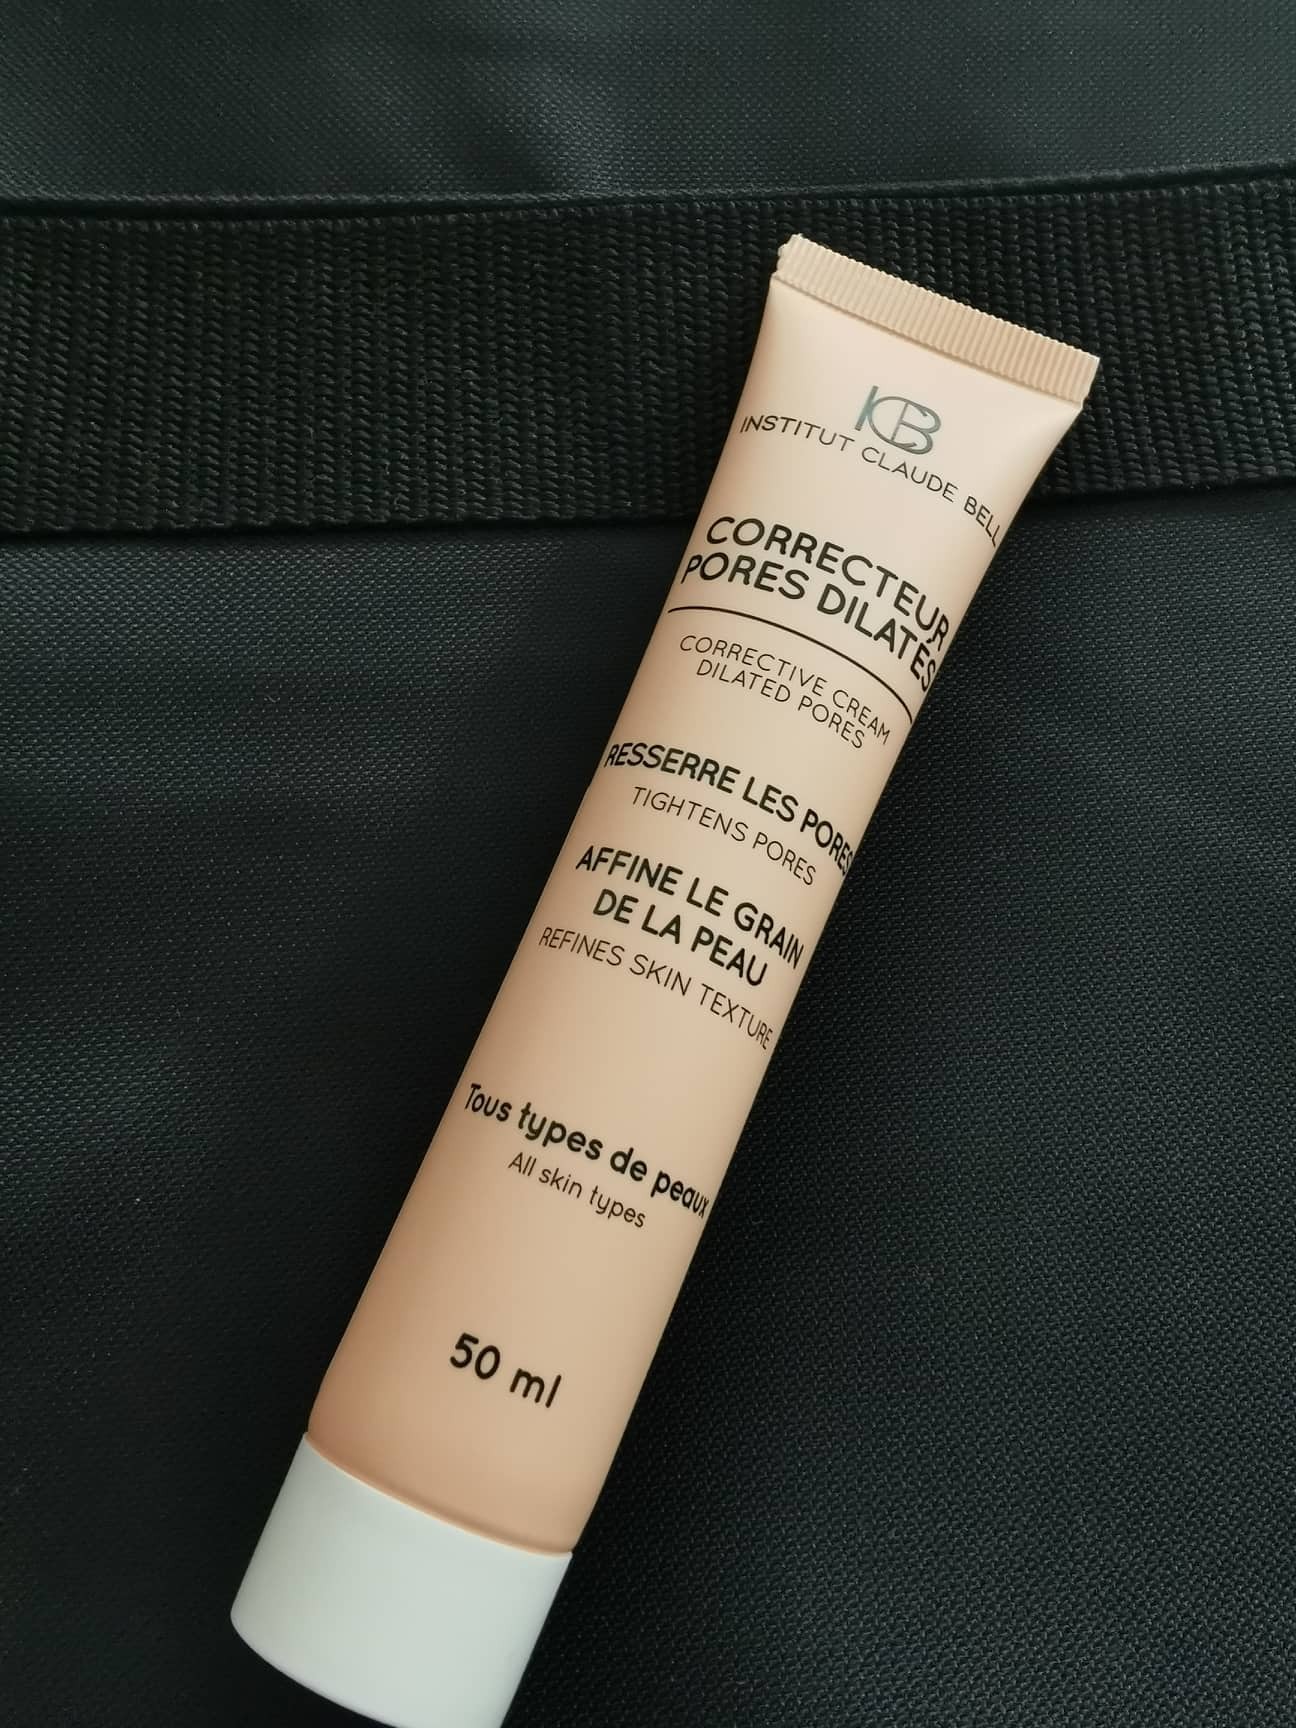 ICB
INSTITUT CLAUDE BELL
CORRECTEUR
PORES DILATÉS
CORRECTIVE CREAM
DILATED PORES
RESSERRE LES PORES
TIGHTENS PORES
AFFINE LE GRAIN
DE LA PEAU
REFINES SKIN TEXTURE
Tous types de peaux
All skin types
50 ml